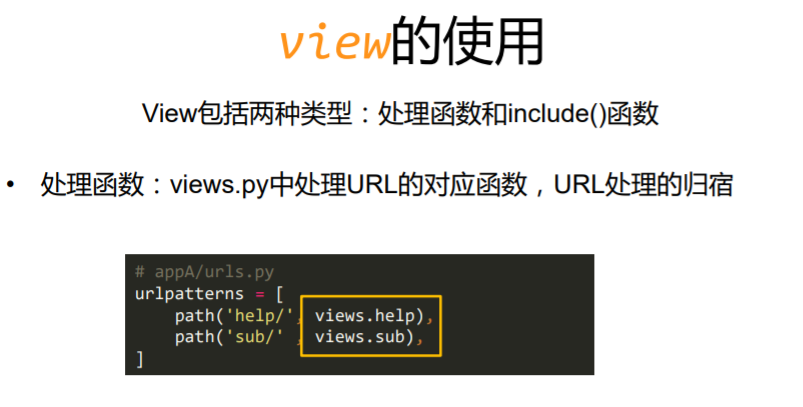 view的使用
View包括两种类型：处理函数和include()函数
• 处理函数：views.py中处理URL的对应函数，URL处理的归宿
# appA/urls.py
urlpatterns = [
    path('help/', views.help),
    path('sub/' , views.sub),
]